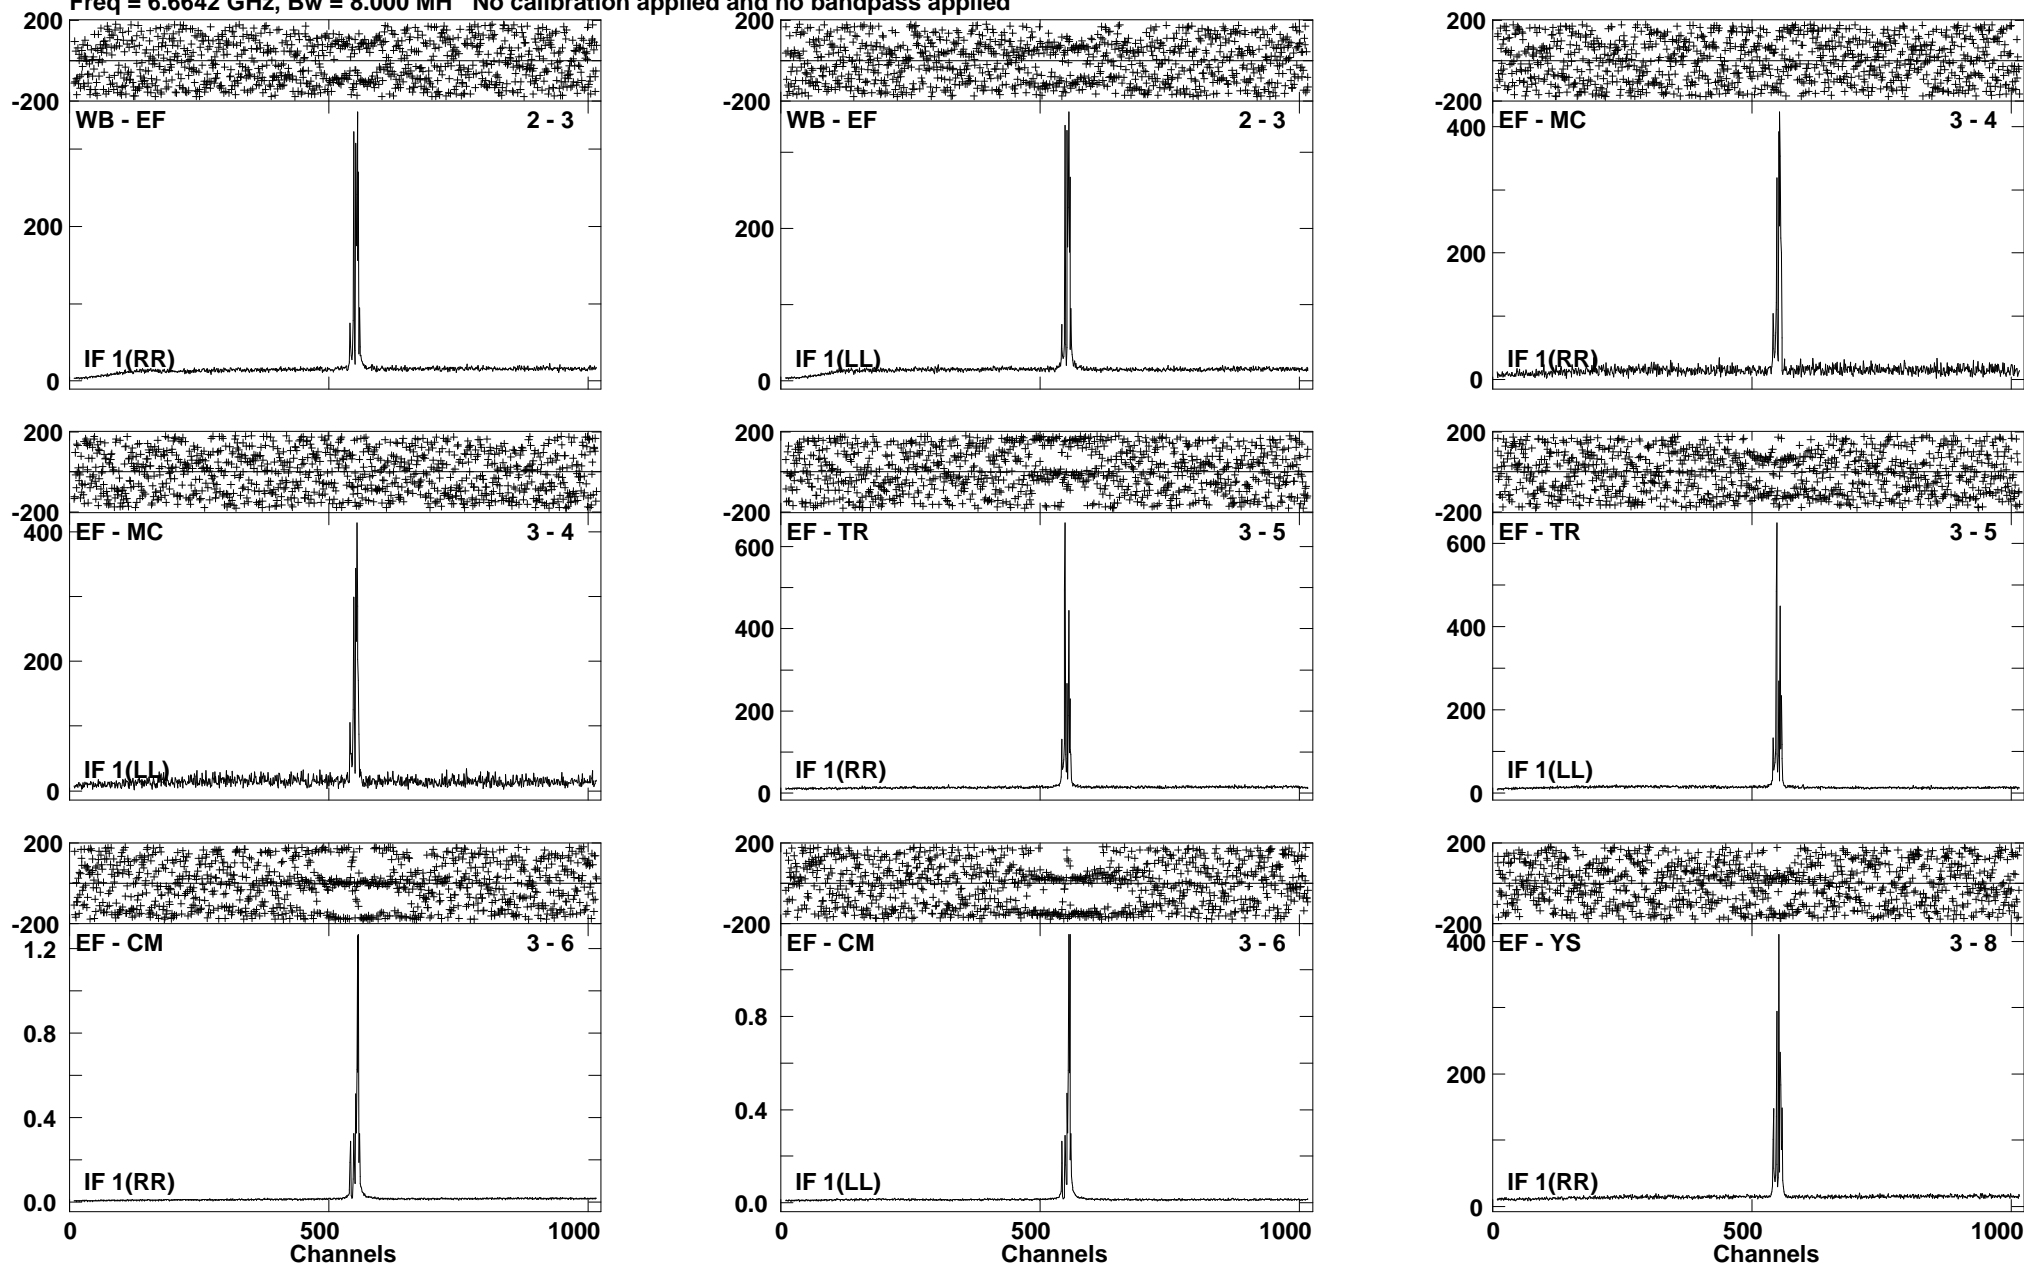 Freq = 6.6642 GHz, Bw = 8.000 MH No calibration applied and no bandpass applied
200
-200
WB - EF 2 - 3
200
IF 1(RR)
0
200
-200
WB - EF 2 - 3
200
IF 1(LL)
0
200
-200
EF - MC 3 - 4
400
200
IF 1(RR)
0
200
-200
EF - MC 3 - 4
400
200
IF 1(LL)
0
200
-200
EF - TR 3 - 5
600
400
200
IF 1(RR)
0
200
-200
EF - TR 3 - 5
600
400
200
IF 1(LL)
0
200
-200
EF - CM 3 - 6
1.2
0.8
0.4
IF 1(RR)
0.0
0 500 1000
Channels
200
-200
EF - CM 3 - 6
0.8
0.4
IF 1(LL)
0.0
0 500 1000
Channels
200
-200
EF - YS 3 - 8
400
200
IF 1(RR)
0
0 500 1000
Channels